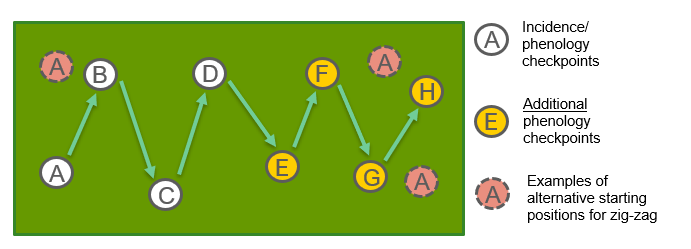 A
B
D
F
A
H
A
C
E
G
A
A
Incidence/
phenology
checkpoints
E
Additional
phenology
checkpoints
A
Examples of
alternative starting
positions for zig-zag